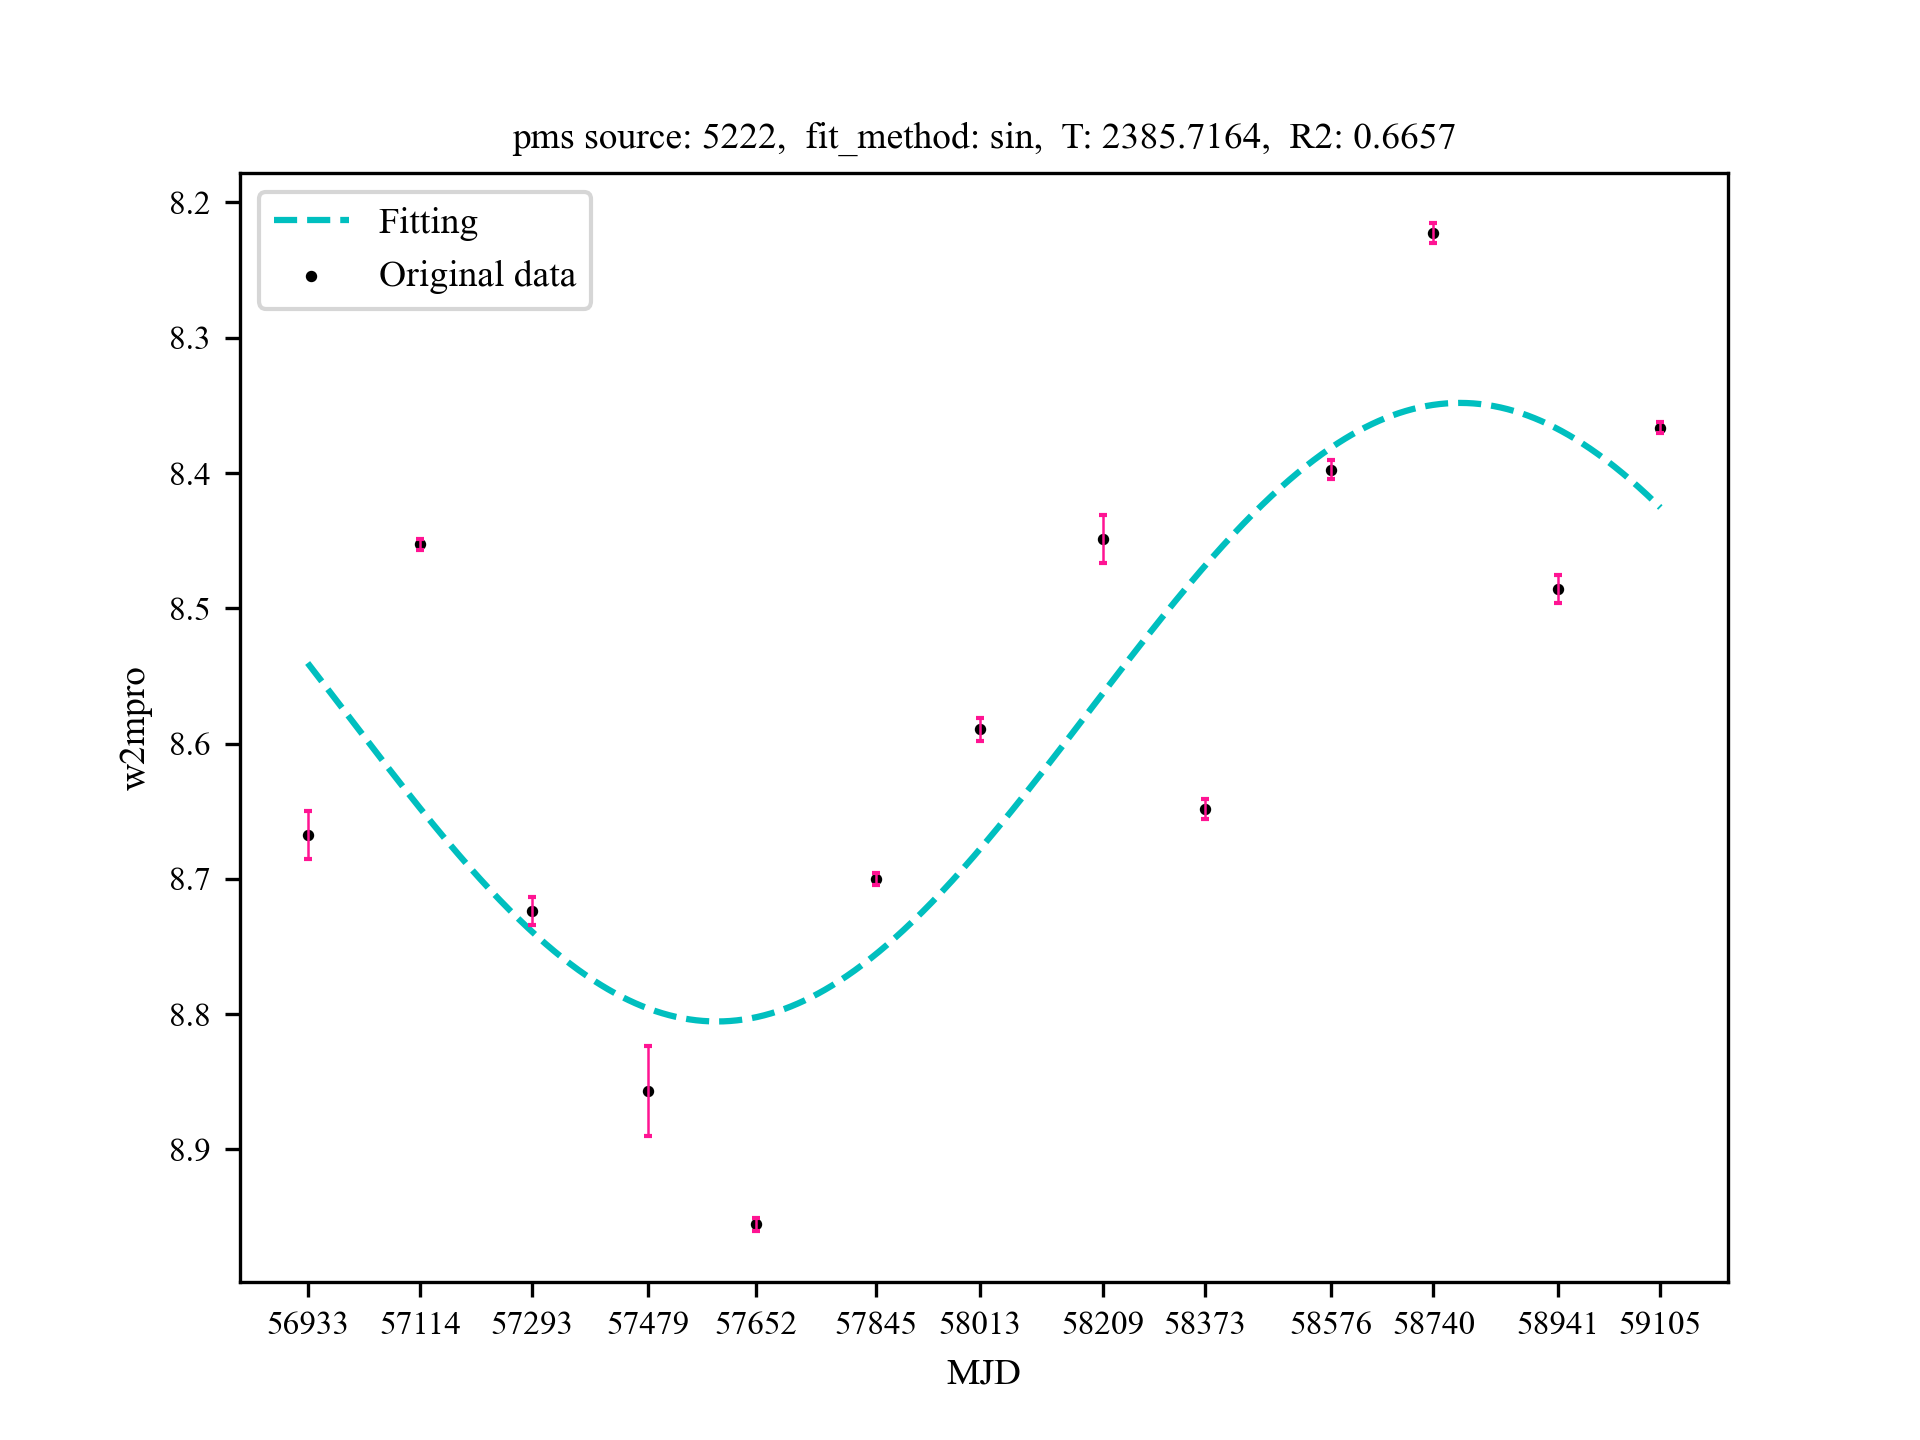 pms source: 5222,  fit_method: sin,  T: 2385.7164,  R2: 0.6657
Fitting
Original data
8.2
8.3
8.4
8.5
8.6
8.7
8.8
8.9
w2mpro
56933 57114 57293 57479 57652 57845 58013 58209 58373 58576 58740 58941 59105
MJD